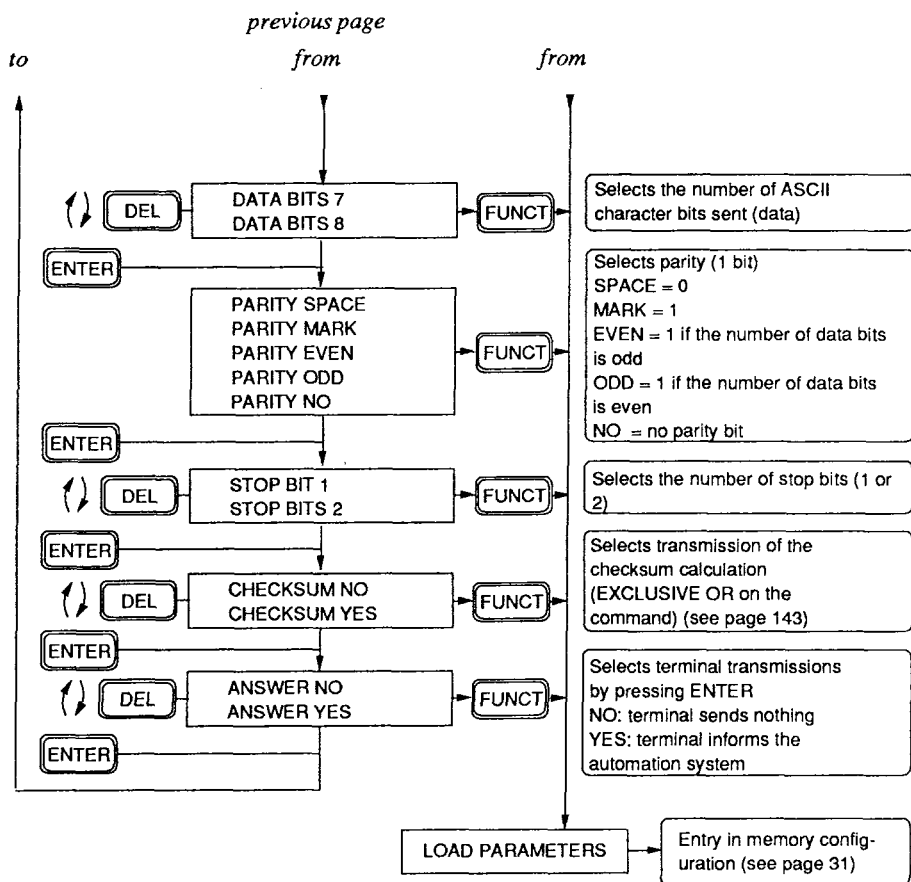 previous page
to from from
DEL
DATA BITS 7
DATA BITS 8
FUNCT
Selects the number of ASCII
character bits sent (data)
ENTER
PARITY SPACE
PARITY MARK
PARITY EVEN
PARITY ODD
PARITY NO
FUNCT
Selects parity (1 bit)
SPACE = 0
MARK = 1
EVEN = 1 if the number of data bits
is odd
ODD = 1 if the number of data bits
is even
NO = no parity bit
ENTER
DEL
STOP BIT 1
STOP BITS 2
FUNCT
Selects the number of stop bits (1 or
2)
ENTER
DEL
CHECKSUM NO
CHECKSUM YES
FUNCT
Selects transmission of the
checksum calculation
(EXCLUSIVE OR on the
command) (see page 143)
ENTER
DEL
ANSWER NO
ANSWER YES
FUNCT
Selects terminal transmissions
by pressing ENTER
NO: terminal sends nothing
YES: terminal informs the
automation system
ENTER
LOAD PARAMETERS
Entry in memory config-
uration (see page 31)